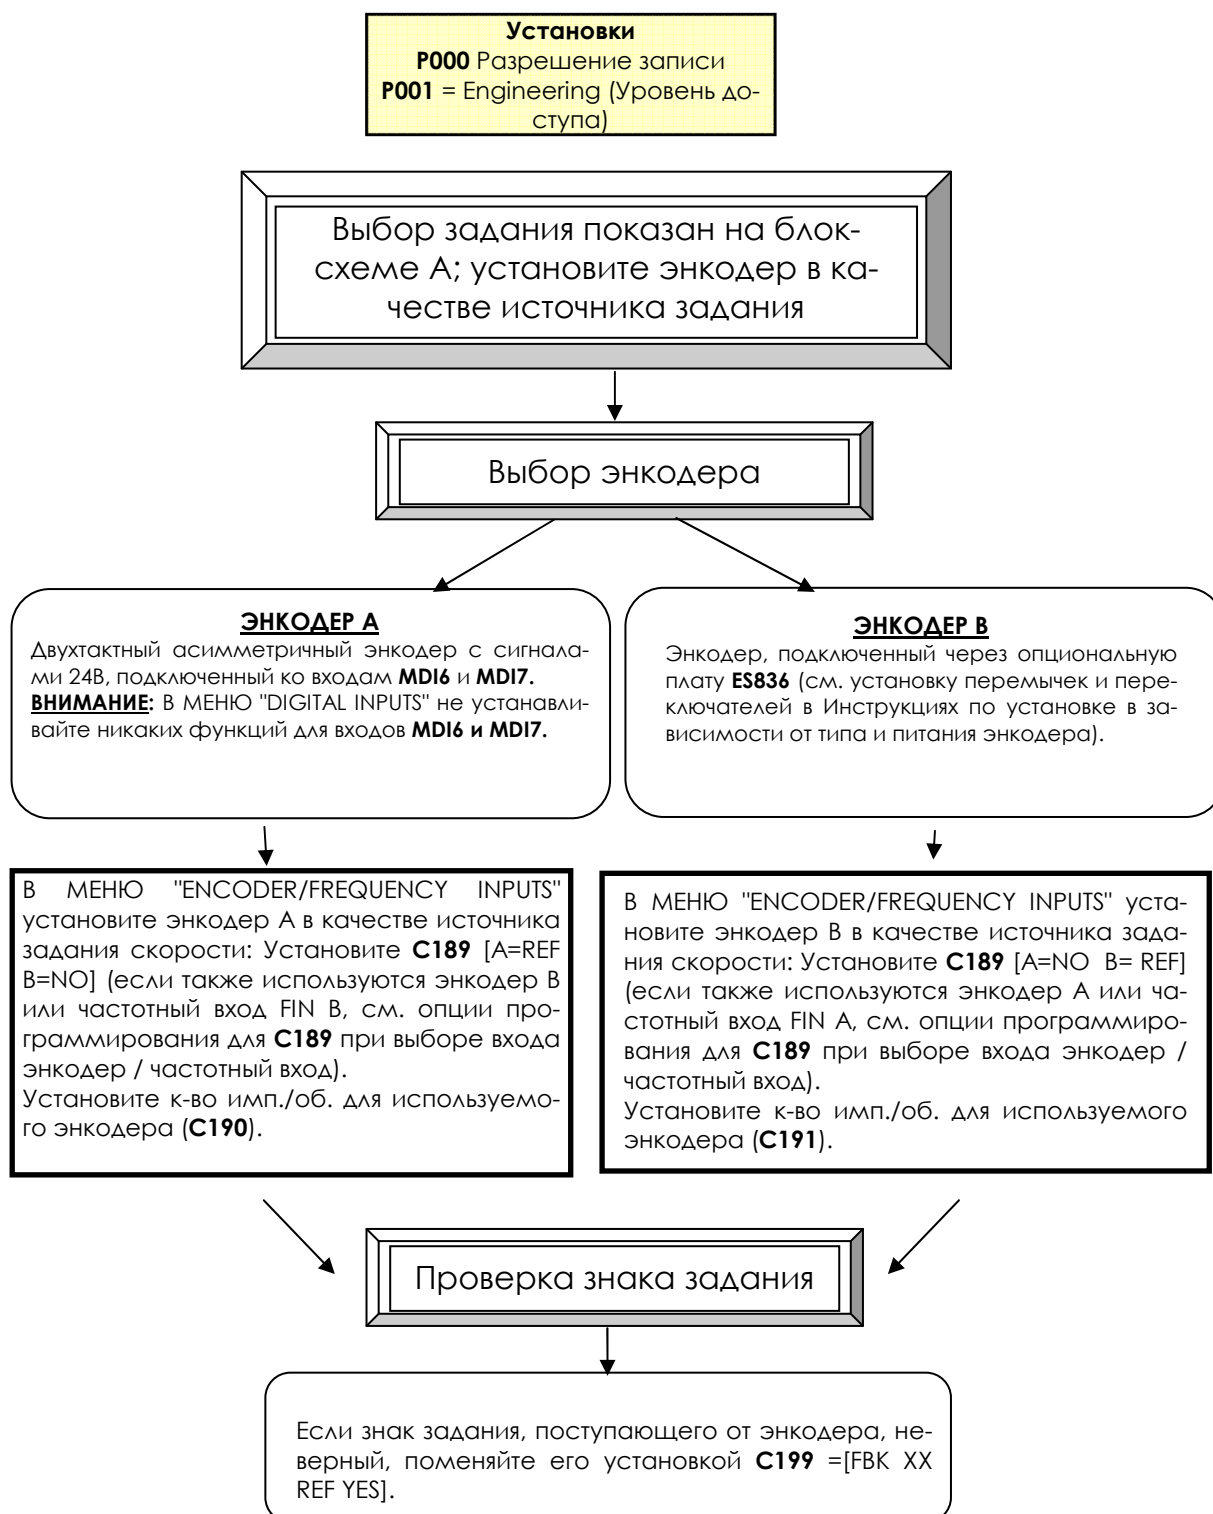 Установки
P000 Разрешение записи
P001 = Engineering (Уровень до-
ступа)
Выбор задания показан на блок-
схеме А; установите энкодер в ка-
честве источника задания
Выбор энкодера
ЭНКОДЕР А
Двухтактный асимметричный энкодер с сигнала-
ми 24В, подключенный ко входам MDI6 и MDI7.
ВНИМАНИЕ: В МЕНЮ "DIGITAL INPUTS" не устанавли-
вайте никаких функций для входов MDI6 и MDI7.
ЭНКОДЕР В
Энкодер, подключенный через опциональную
плату ES836 (см. установку перемычек и пере-
ключателей в Инструкциях по установке в за-
висимости от типа и питания энкодера).
В МЕНЮ "ENCODER/FREQUENCY INPUTS"
установите энкодер А в качестве источника
задания скорости: Установите C189 [A=REF
B=NO] (если также используются энкодер В
или частотный вход FIN B, см. опции про-
граммирования для C189 при выборе входа
энкодер / частотный вход).
Установите к-во имп./об. для используемо-
го энкодера (C190).
В МЕНЮ "ENCODER/FREQUENCY INPUTS" уста-
новите энкодер В в качестве источника зада-
ния скорости: Установите C189 [A=NO B= REF]
(если также используются энкодер А или ча-
стотный вход FIN A, см. опции программиро-
вания для C189 при выборе входа энкодер /
частотный вход).
Установите к-во имп./об. для используемого
энкодера (C191).
Проверка знака задания
Если знак задания, поступающего от энкодера, не-
верный, поменяйте его установкой C199 =[FBK XX
REF YES].